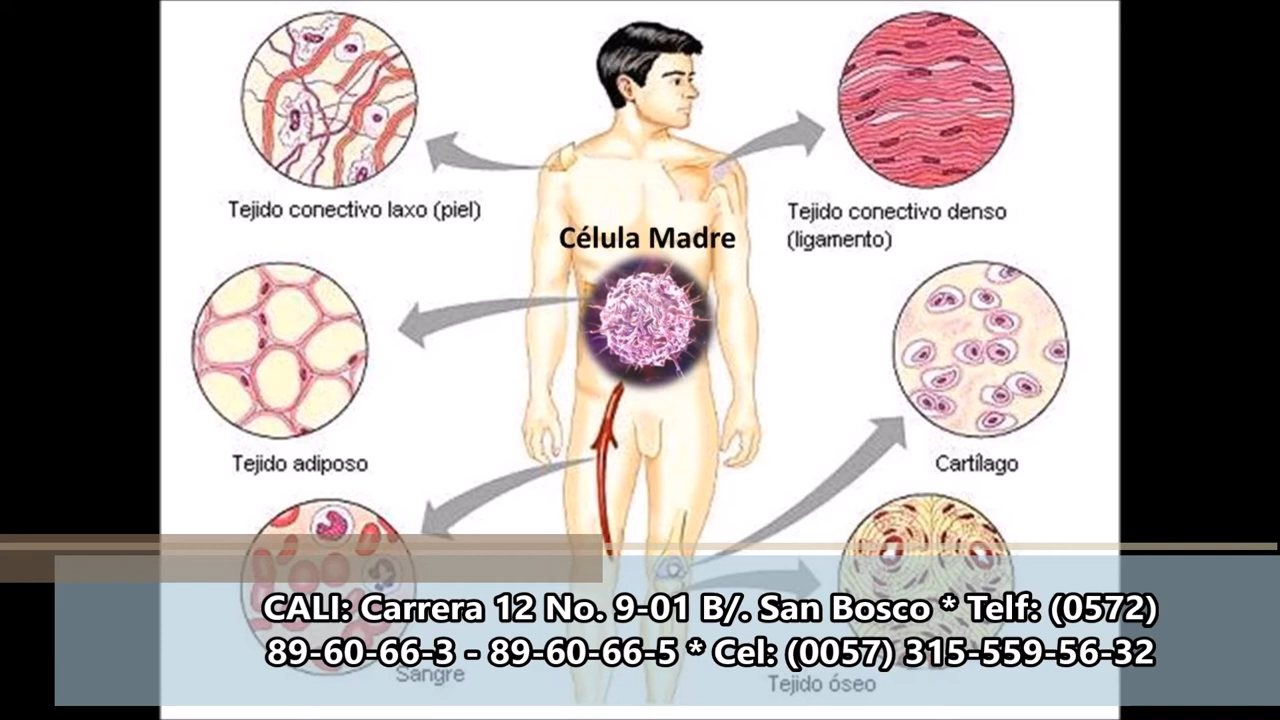 Tejido conectivo laxo (piel)
Tejido conectivo denso
(ligamento)
Célula Madre
Tejido adiposo
Cartílago
CALI: Carrera 12 No. 9-01 B/. San Bosco * Telf: (0572)
89-60-66-3 - 89-60-66-5 * Cel: (0057) 315-559-56-32
Sangre
Tejido óseo